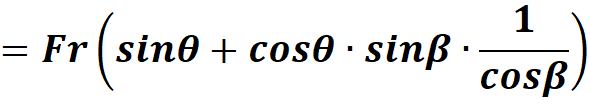 = Fr(sinθ + cosθ · sinβ · 1/cosβ)